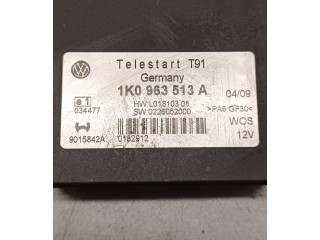 Telestart T91
Germany
1K0 963 513 A
04/09
e1
034477
HW:L018103 06
SW:0226052000
>PA6 GF30<
WOS
12V
9015842A
0182912